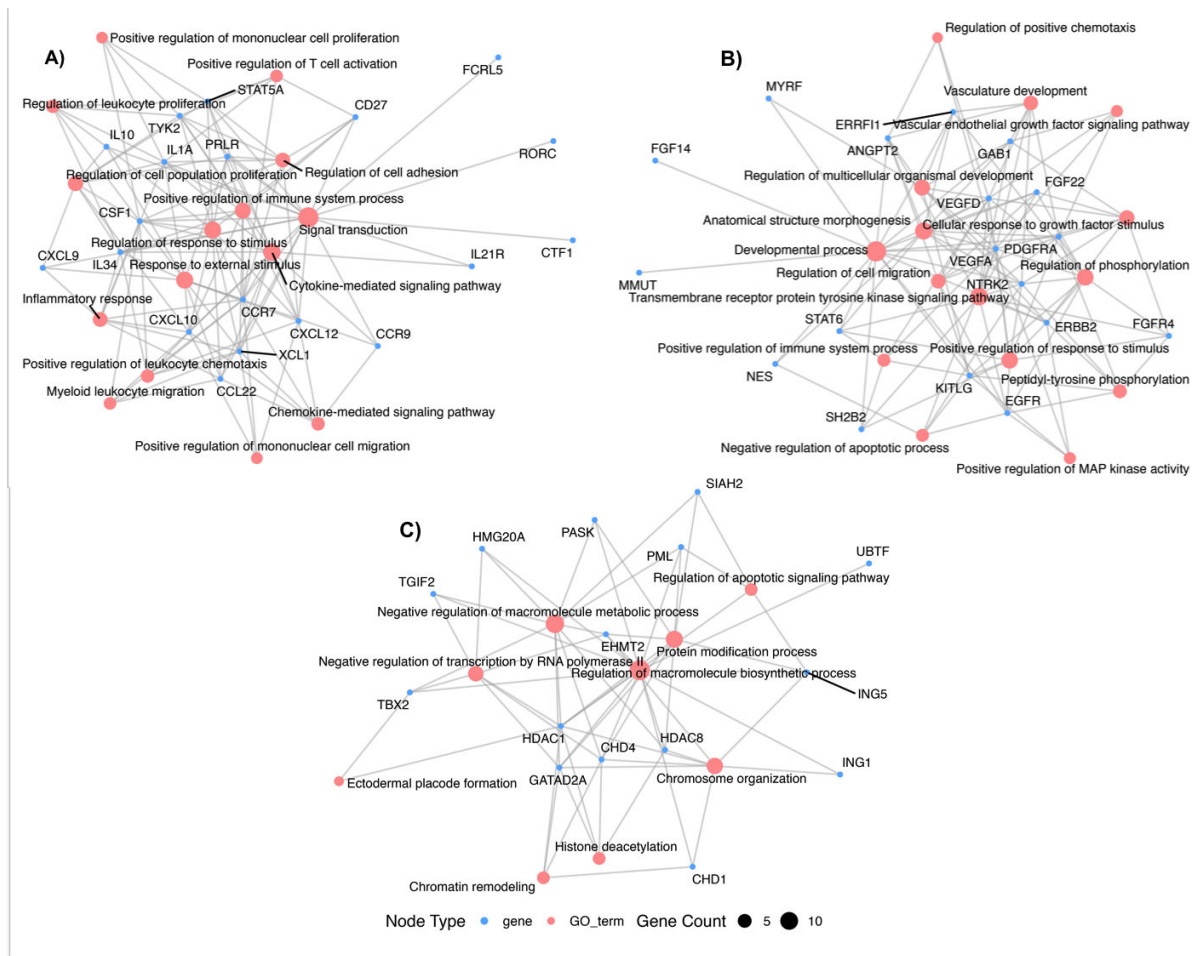 A)
Positive regulation of mononuclear cell proliferation
Positive regulation of T cell activation
FCRL5
STAT5A
Regulation of leukocyte proliferation
CD27
TYK2
IL10
PRLR
IL1A
RORC
Regulation of cell adhesion
Regulation of cell population proliferation
Positive regulation of immune system process
CSF1
Signal transduction
Regulation of response to stimulus
CTF1
CXCL9
IL34
Response to external stimulus
IL21R
Cytokine-mediated signaling pathway
Inflammatory response
CCR7
CXCL10
CXCL12
CCR9
XCL1
Positive regulation of leukocyte chemotaxis
Myeloid leukocyte migration
CCL22
Chemokine-mediated signaling pathway
Positive regulation of mononuclear cell migration
B)
Regulation of positive chemotaxis
MYRF
Vasculature development
ERRFI1
Vascular endothelial growth factor signaling pathway
ANGPT2
GAB1
FGF14
Regulation of multicellular organismal development
FGF22
VEGFD
Anatomical structure morphogenesis
Cellular response to growth factor stimulus
Developmental process
PDGFRA
VEGFA
Regulation of phosphorylation
Regulation of cell migration
MMUT
NTRK2
Transmembrane receptor protein tyrosine kinase signaling pathway
STAT6
ERBB2
FGFR4
Positive regulation of immune system process
Positive regulation of response to stimulus
NES
KITLG
Peptidyl-tyrosine phosphorylation
EGFR
SH2B2
Negative regulation of apoptotic process
Positive regulation of MAP kinase activity
C)
SIAH2
HMG20A
PASK
PML
UBTF
TGIF2
Regulation of apoptotic signaling pathway
Negative regulation of macromolecule metabolic process
EHMT2
Protein modification process
Negative regulation of transcription by RNA polymerase II
Regulation of macromolecule biosynthetic process
ING5
TBX2
HDAC1
CHD4
HDAC8
ING1
GATAD2A
Chromosome organization
Ectodermal placode formation
Histone deacetylation
CHD1
Chromatin remodeling
Node Type gene GO_term Gene Count 5 10